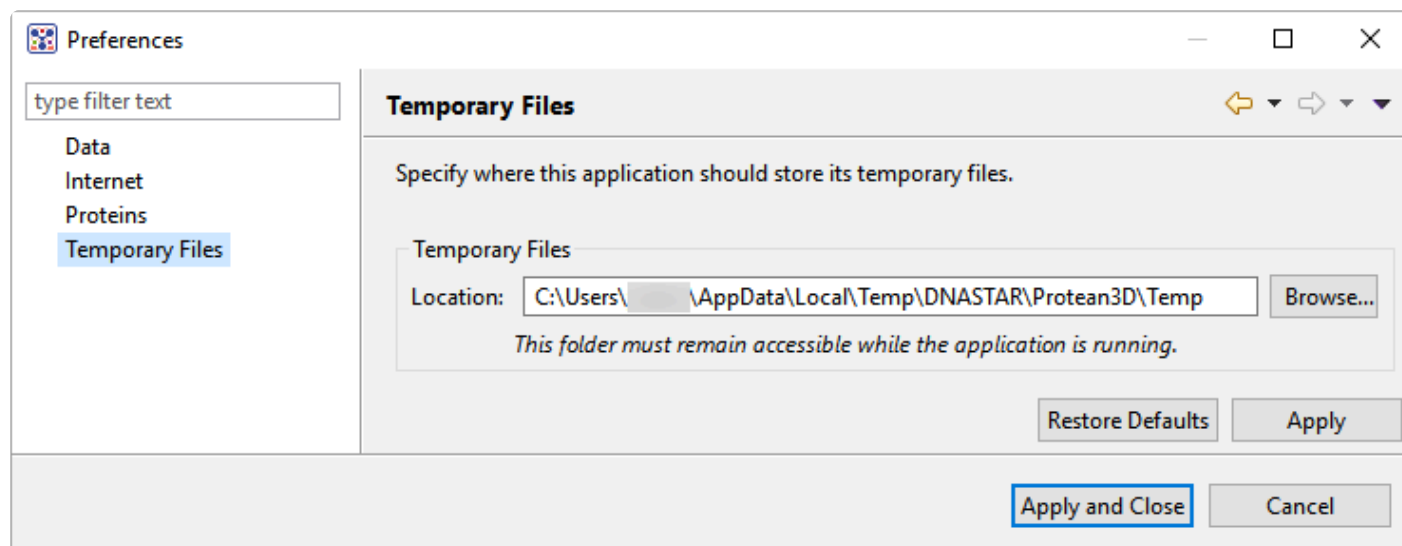 Preferences
type filter text
Data
Internet
Proteins
Temporary Files
Temporary Files
Specify where this application should store its temporary files.
Temporary Files
Location: C:\Users\ \AppData\Local\Temp\DNASTAR\Protean3D\Temp Browse...
This folder must remain accessible while the application is running.
Restore Defaults Apply
Apply and Close Cancel